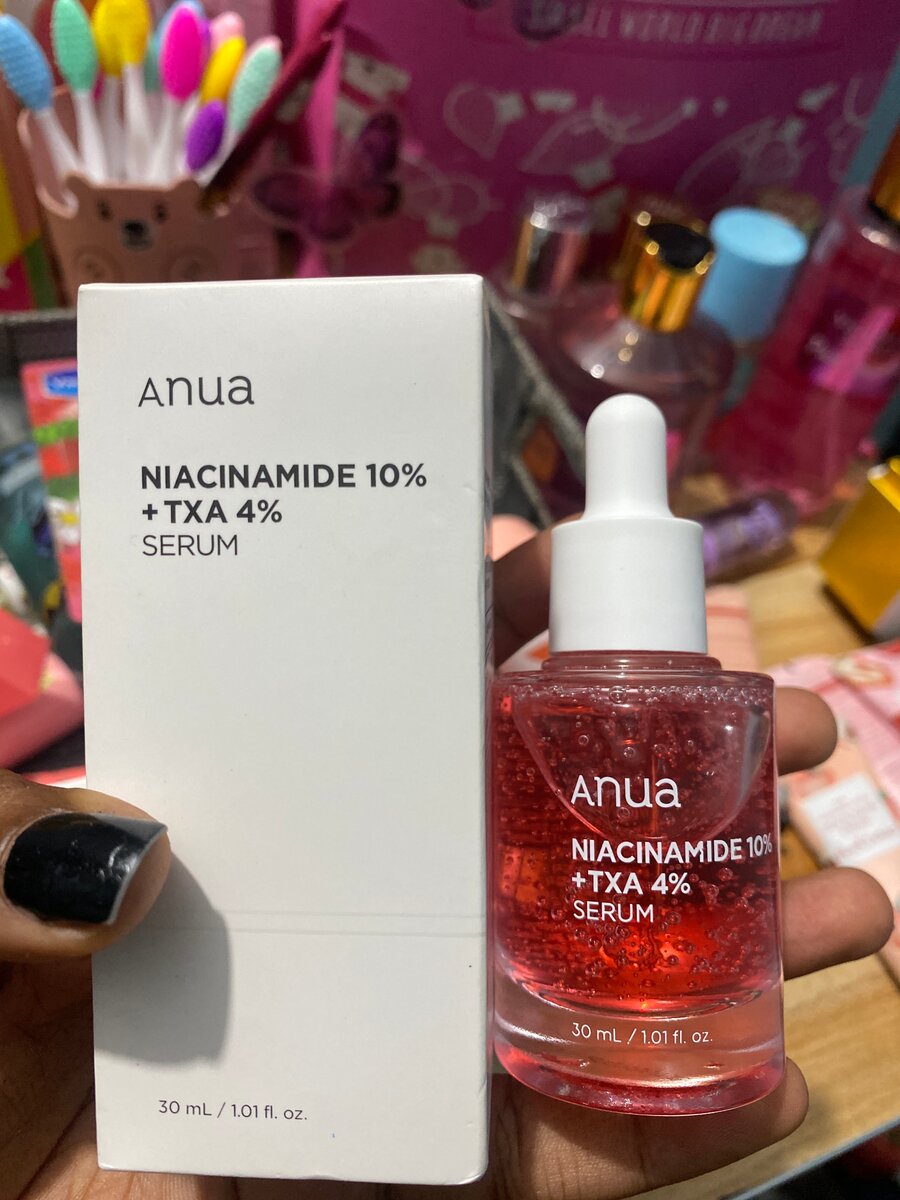 Anua
NIACINAMIDE 10%
+ TXA 4%
SERUM
30 mL / 1.01 fl. oz.
Anua
NIACINAMIDE 10%
+TXA 4%
SERUM
30 mL / 1.01 fl. oz.